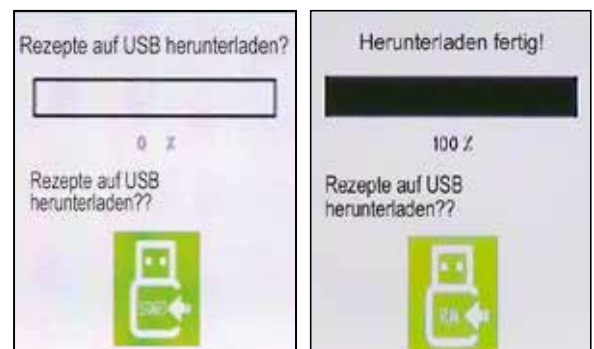 Rezepte auf USB herunterladen?
0 %
Rezepte auf USB
herunterladen??
Herunterladen fertig!
100 %
Rezepte auf USB
herunterladen??